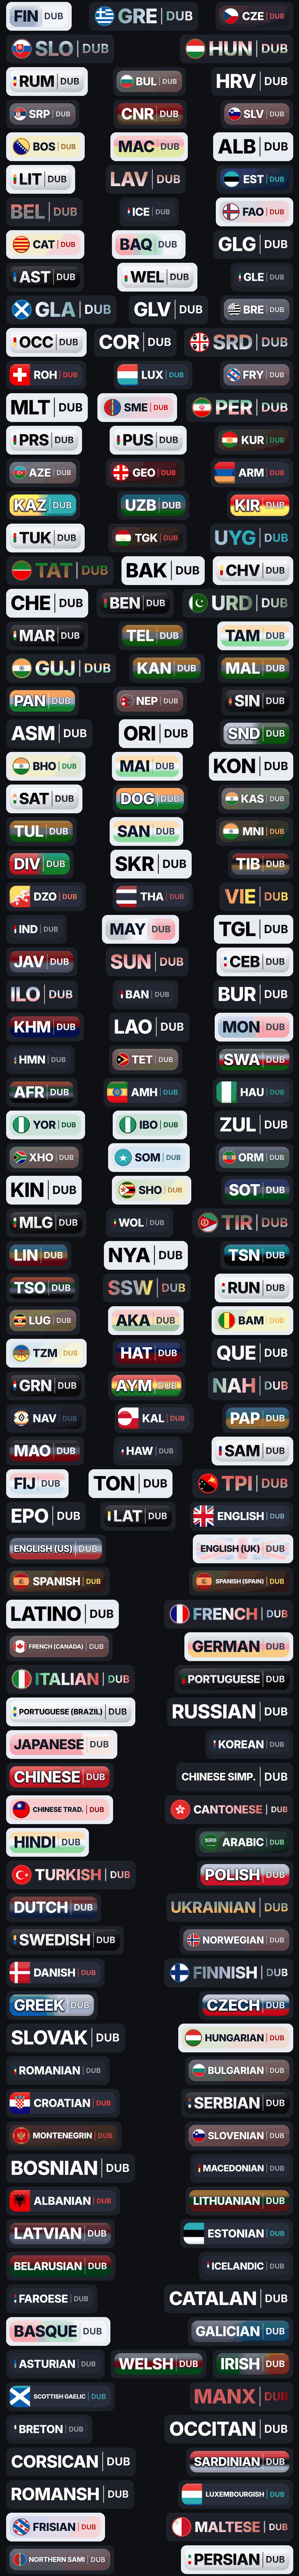 FIN | DUB GRE | DUB CZE | DUB
SLO | DUB HUN | DUB
RUM | DUB BUL | DUB HRV | DUB
SRP | DUB CNR | DUB SLV | DUB
BOS | DUB MAC | DUB ALB | DUB
LIT | DUB LAV | DUB EST | DUB
BEL | DUB ICE | DUB FAO | DUB
CAT | DUB BAQ | DUB GLG | DUB
AST | DUB WEL | DUB GLE | DUB
GLA | DUB GLV | DUB BRE | DUB
OCC | DUB COR | DUB SRD | DUB
ROH | DUB LUX | DUB FRY | DUB
MLT | DUB SME | DUB PER | DUB
PRS | DUB PUS | DUB KUR | DUB
AZE | DUB GEO | DUB ARM | DUB
KAZ | DUB UZB | DUB KIR | DUB
TUK | DUB TGK | DUB UYG | DUB
TAT | DUB BAK | DUB CHV | DUB
CHE | DUB BEN | DUB URD | DUB
MAR | DUB TEL | DUB TAM | DUB
GUJ | DUB KAN | DUB MAL | DUB
PAN | DUB NEP | DUB SIN | DUB
ASM | DUB ORI | DUB SND | DUB
BHO | DUB MAI | DUB KON | DUB
SAT | DUB DOG | DUB KAS | DUB
TUL | DUB SAN | DUB MNI | DUB
DIV | DUB SKR | DUB TIB | DUB
DZO | DUB THA | DUB VIE | DUB
IND | DUB MAY | DUB TGL | DUB
JAV | DUB SUN | DUB CEB | DUB
ILO | DUB BAN | DUB BUR | DUB
KHM | DUB LAO | DUB MON | DUB
HMN | DUB TET | DUB SWA | DUB
AFR | DUB AMH | DUB HAU | DUB
YOR | DUB IBO | DUB ZUL | DUB
XHO | DUB SOM | DUB ORM | DUB
KIN | DUB SHO | DUB SOT | DUB
MLG | DUB WOL | DUB TIR | DUB
LIN | DUB NYA | DUB TSN | DUB
TSO | DUB SSW | DUB RUN | DUB
LUG | DUB AKA | DUB BAM | DUB
TZM | DUB HAT | DUB QUE | DUB
GRN | DUB AYM | DUB NAH | DUB
NAV | DUB KAL | DUB PAP | DUB
MAO | DUB HAW | DUB SAM | DUB
FIJ | DUB TON | DUB TPI | DUB
EPO | DUB LAT | DUB ENGLISH | DUB
ENGLISH (US) | DUB ENGLISH (UK) | DUB
SPANISH | DUB SPANISH (SPAIN) | DUB
LATINO | DUB FRENCH | DUB
FRENCH (CANADA) | DUB GERMAN | DUB
ITALIAN | DUB PORTUGUESE | DUB
PORTUGUESE (BRAZIL) | DUB RUSSIAN | DUB
JAPANESE | DUB KOREAN | DUB
CHINESE | DUB CHINESE SIMP. | DUB
CHINESE TRAD. | DUB CANTONESE | DUB
HINDI | DUB ARABIC | DUB
TURKISH | DUB POLISH | DUB
DUTCH | DUB UKRAINIAN | DUB
SWEDISH | DUB NORWEGIAN | DUB
DANISH | DUB FINNISH | DUB
GREEK | DUB CZECH | DUB
SLOVAK | DUB HUNGARIAN | DUB
ROMANIAN | DUB BULGARIAN | DUB
CROATIAN | DUB SERBIAN | DUB
MONTENEGRIN | DUB SLOVENIAN | DUB
BOSNIAN | DUB MACEDONIAN | DUB
ALBANIAN | DUB LITHUANIAN | DUB
LATVIAN | DUB ESTONIAN | DUB
BELARUSIAN | DUB ICELANDIC | DUB
FAROESE | DUB CATALAN | DUB
BASQUE | DUB GALICIAN | DUB
ASTURIAN | DUB WELSH | DUB IRISH | DUB
SCOTTISH GAELIC | DUB MANX | DUB
BRETON | DUB OCCITAN | DUB
CORSICAN | DUB SARDINIAN | DUB
ROMANSH | DUB LUXEMBOURGISH | DUB
FRISIAN | DUB MALTESE | DUB
NORTHERN SAMI | DUB PERSIAN | DUB